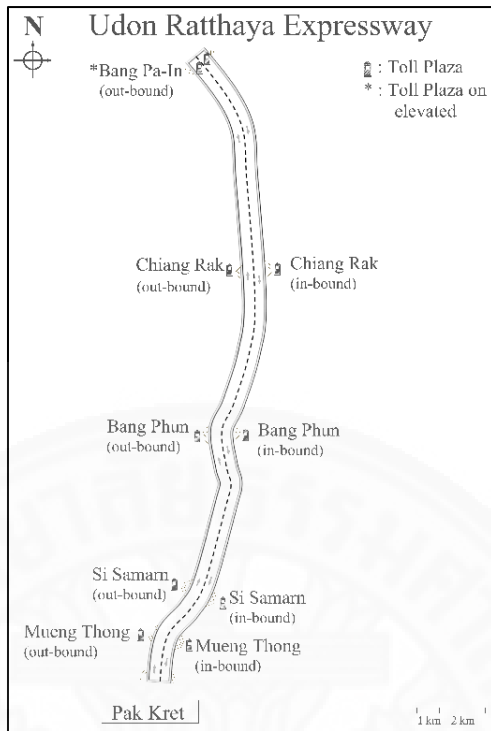 N
Udon Ratthaya Expressway
: Toll Plaza
* : Toll Plaza on
elevated
*Bang Pa-In
(out-bound)
Chiang Rak
(out-bound)
Chiang Rak
(in-bound)
Bang Phun
(out-bound)
Bang Phun
(in-bound)
Si Samarn
(out-bound)
Si Samarn
(in-bound)
Mueng Thong
(out-bound)
Mueng Thong
(in-bound)
Pak Kret
1 km 2 km